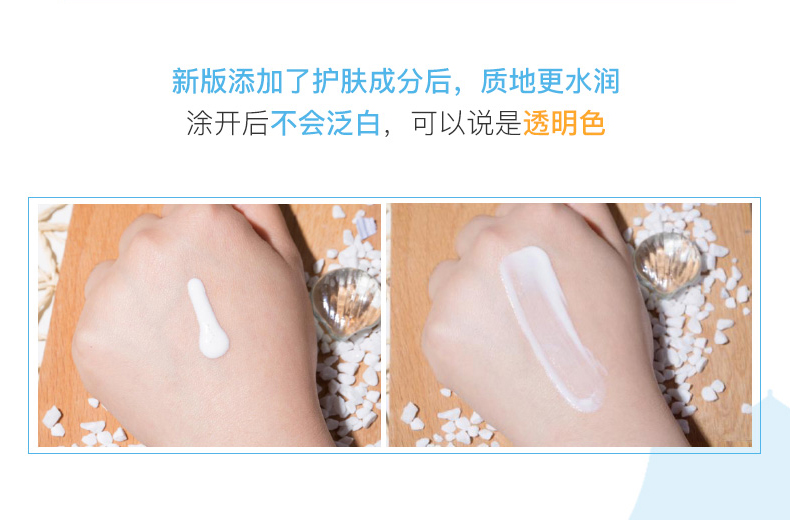 新版添加了护肤成分后，质地更水润
涂开后不会泛白，可以说是透明色